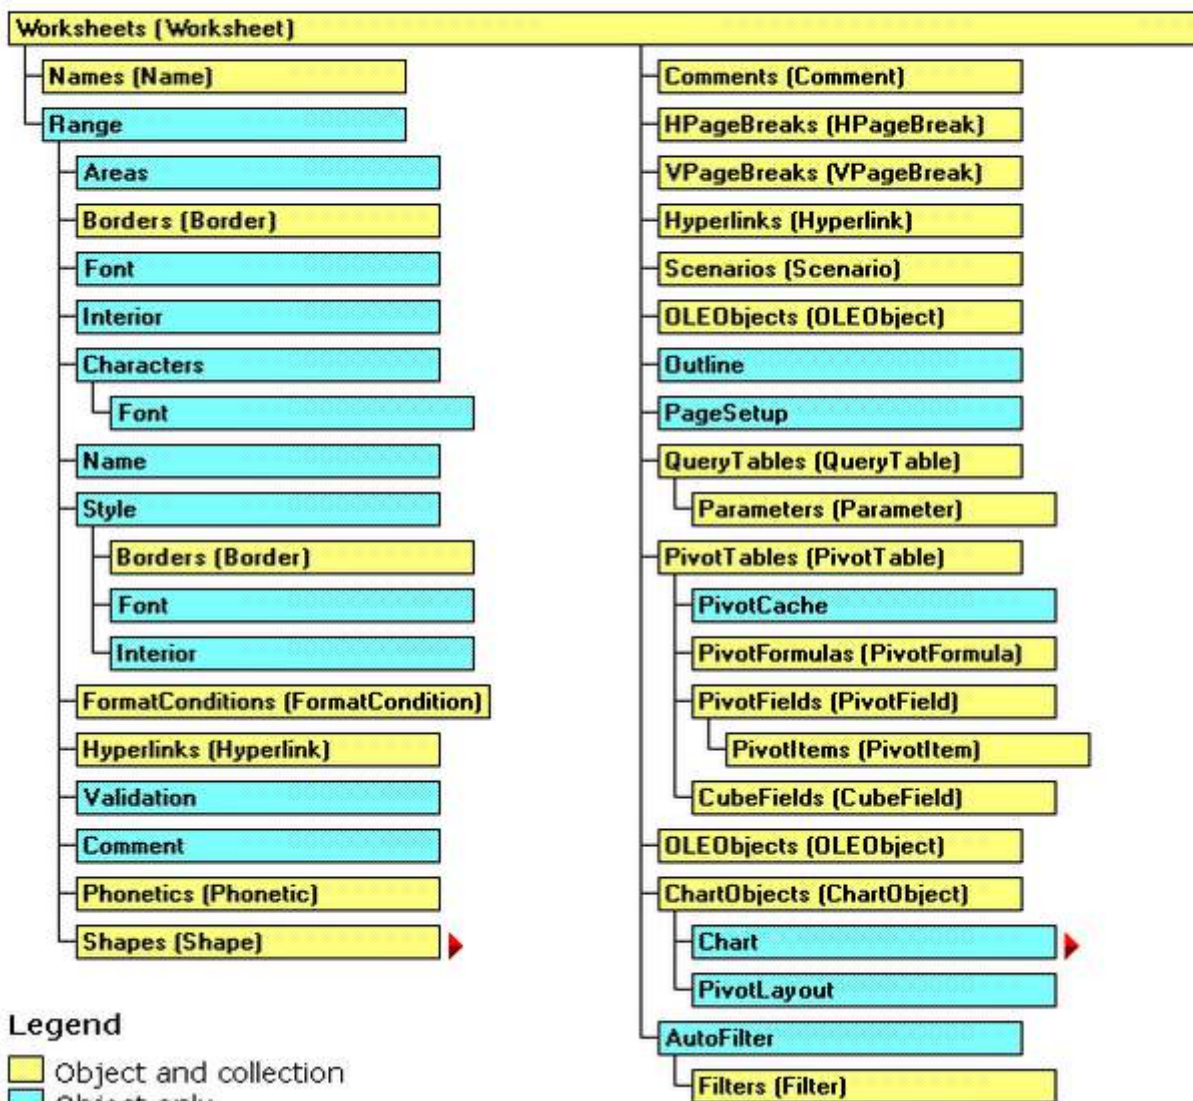 Worksheets (Worksheet)
Names (Name)
Range
Areas
Borders (Border)
Font
Interior
Characters
Font
Name
Style
Borders (Border)
Font
Interior
FormatConditions (FormatCondition)
Hyperlinks (Hyperlink)
Validation
Comment
Phonetics (Phonetic)
Shapes (Shape)
Comments (Comment)
HPageBreaks (HPageBreak)
VPageBreaks (VPageBreak)
Hyperlinks (Hyperlink)
Scenarios (Scenario)
OLEObjects (OLEObject)
Outline
PageSetup
QueryTables (QueryTable)
Parameters (Parameter)
PivotTables (PivotTable)
PivotCache
PivotFormulas (PivotFormula)
PivotFields (PivotField)
PivotItems (PivotItem)
CubeFields (CubeField)
OLEObjects (OLEObject)
ChartObjects (ChartObject)
Chart
PivotLayout
AutoFilter
Filters (Filter)
Legend
Object and collection
Object only